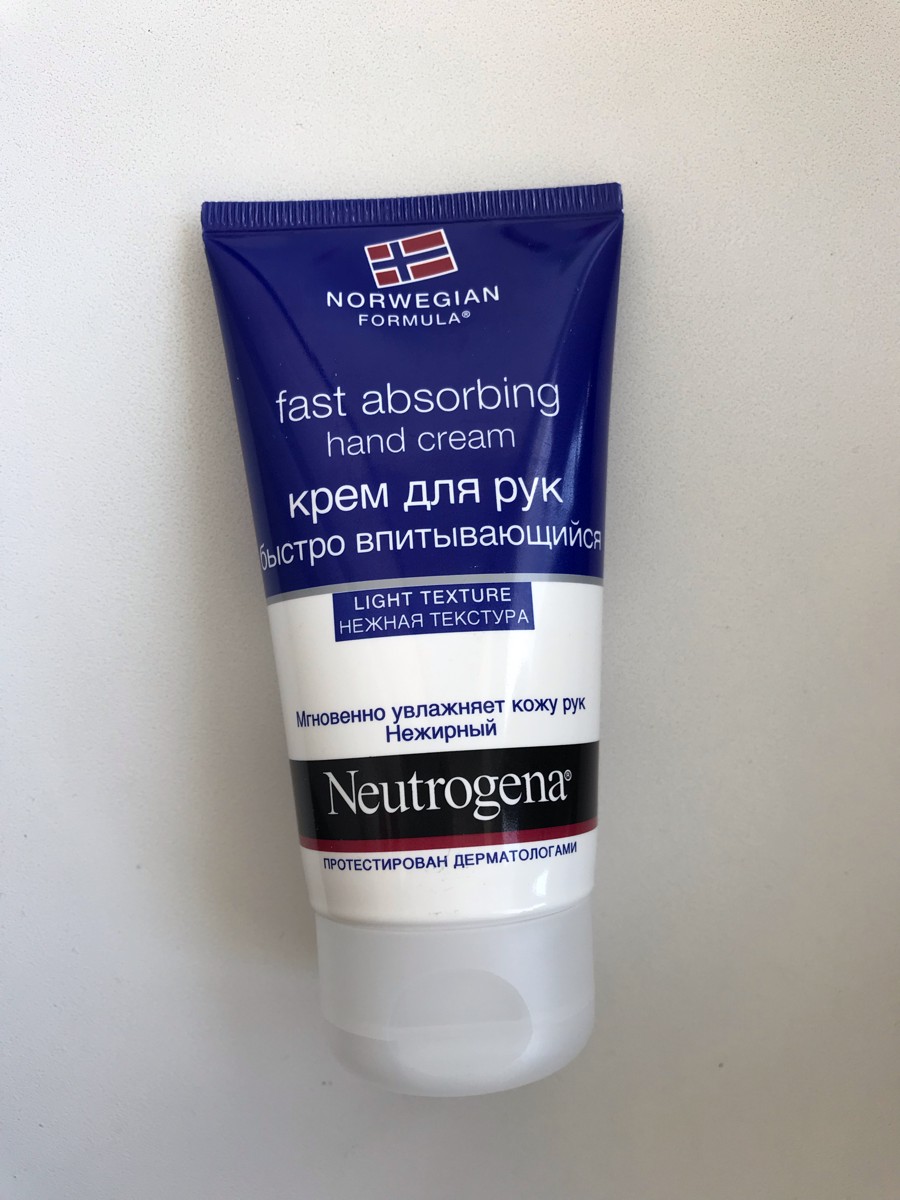 NORWEGIAN
FORMULA®
fast absorbing
hand cream
крем для рук
быстро впитывающийся
LIGHT TEXTURE
НЕЖНАЯ ТЕКСТУРА
Мгновенно увлажняет кожу рук
Нежирный
Neutrogena®
ПРОТЕСТИРОВАН ДЕРМАТОЛОГАМИ